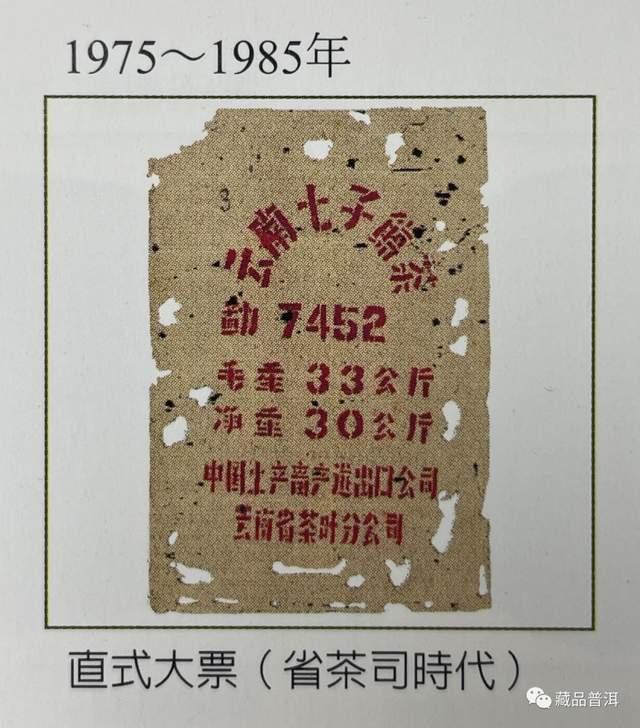 1975～1985年
3
云南七子饼茶
勐 7452
毛重 33公斤
净重 30公斤
中国土产畜产进出口公司
云南省茶叶分公司
直式大票（省茶司時代）
藏品普洱